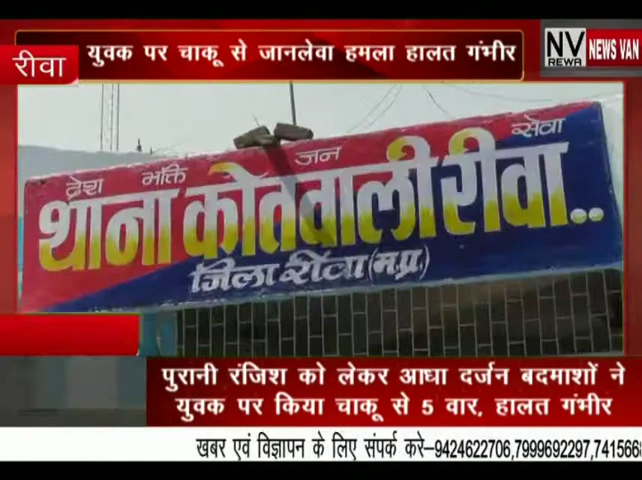 युवक पर चाकू से जानलेवा हमला हालत गंभीर
NV
REWA
NEWS VAN
रीवा
देश भक्ति जन सेवा
थाना कोतवाली रीवा..
जिला रीवा (म.प्र.)
पुरानी रंजिश को लेकर आधा दर्जन बदमाशों ने
युवक पर किया चाकू से 5 वार, हालत गंभीर
खबर एवं विज्ञापन के लिए संपर्क करे–9424622706,7999692297,741566